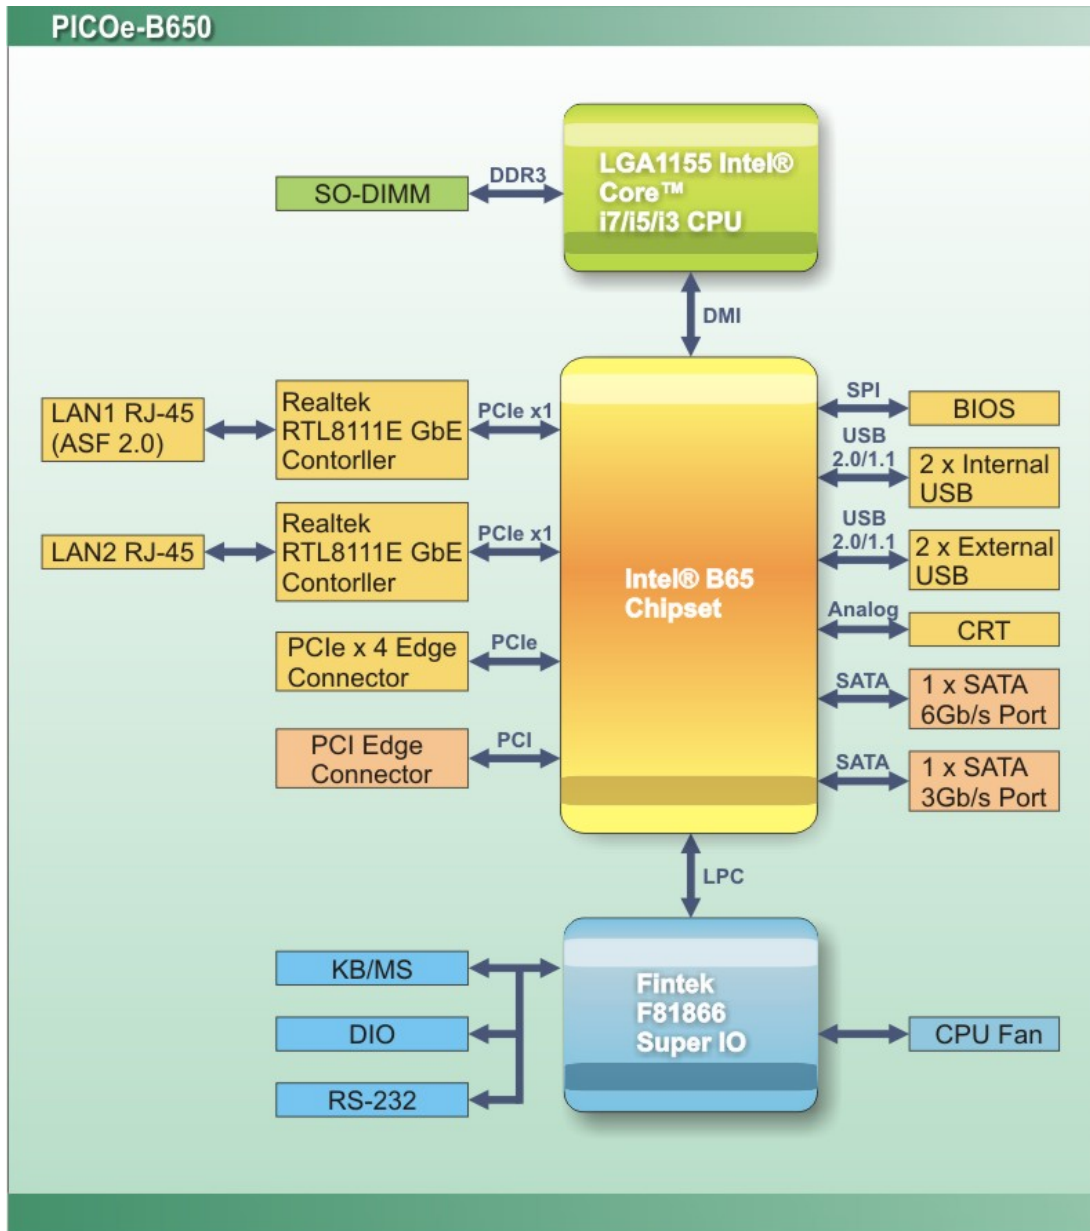 PICOe-B650
LGA1155 Intel®
Core™
i7/i5/i3 CPU
SO-DIMM
DDR3
DMI
LAN1 RJ-45
(ASF 2.0)
Realtek
RTL8111E GbE
Contorller
PCIe x1
LAN2 RJ-45
Realtek
RTL8111E GbE
Contorller
PCIe x1
PCIe x 4 Edge
Connector
PCIe
PCI Edge
Connector
PCI
Intel® B65
Chipset
SPI
BIOS
USB
2.0/1.1
2 x Internal
USB
USB
2.0/1.1
2 x External
USB
Analog
CRT
SATA
1 x SATA
6Gb/s Port
SATA
1 x SATA
3Gb/s Port
LPC
KB/MS
DIO
RS-232
Fintek
F81866
Super IO
CPU Fan